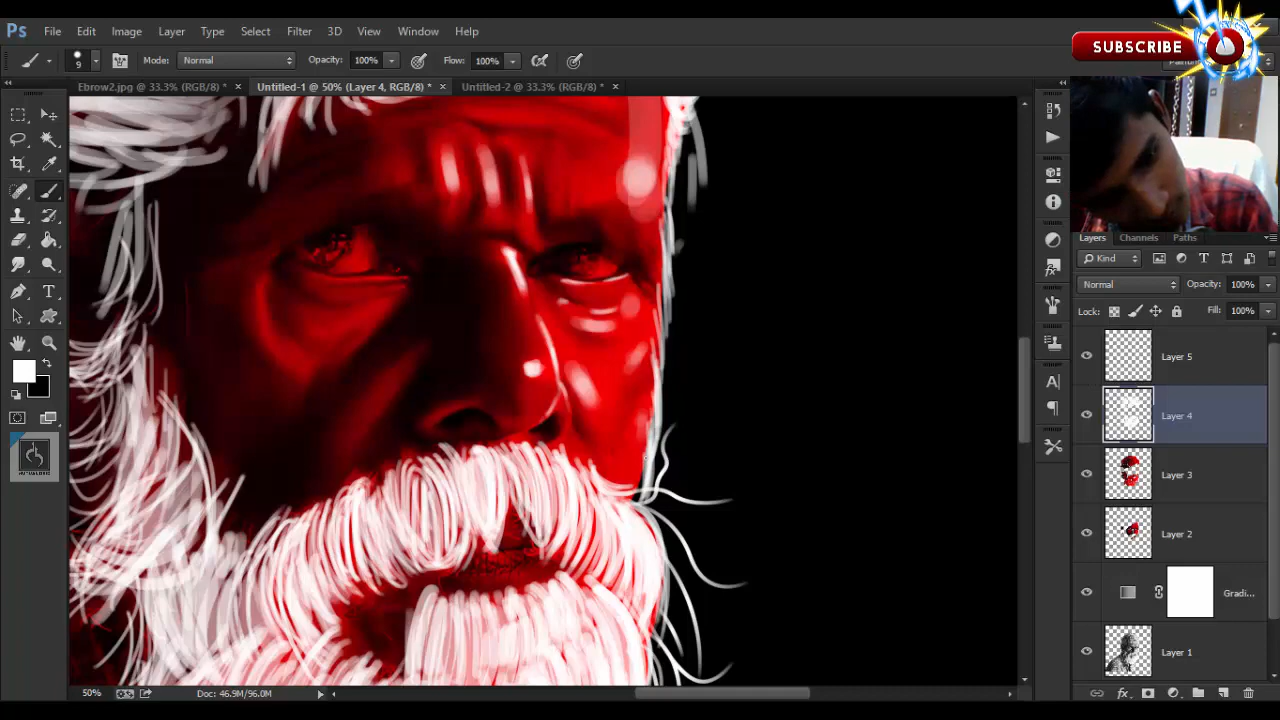 Ps File Edit Image Layer Type Select Filter 3D View Window Help
SUBSCRIBE
9 Mode: Normal Opacity: 100% Flow: 100%
Ebrow2.jpg @ 33.3% (RGB/8) * × Untitled-1 @ 50% (Layer 4, RGB/8) * × Untitled-2 @ 33.3% (RGB/8) * ×
Layers Channels Paths
Kind
Normal Opacity: 100%
Lock: Fill: 100%
Layer 5
Layer 4
Layer 3
Layer 2
Gradi...
Layer 1
50% Doc: 46.9M/96.0M